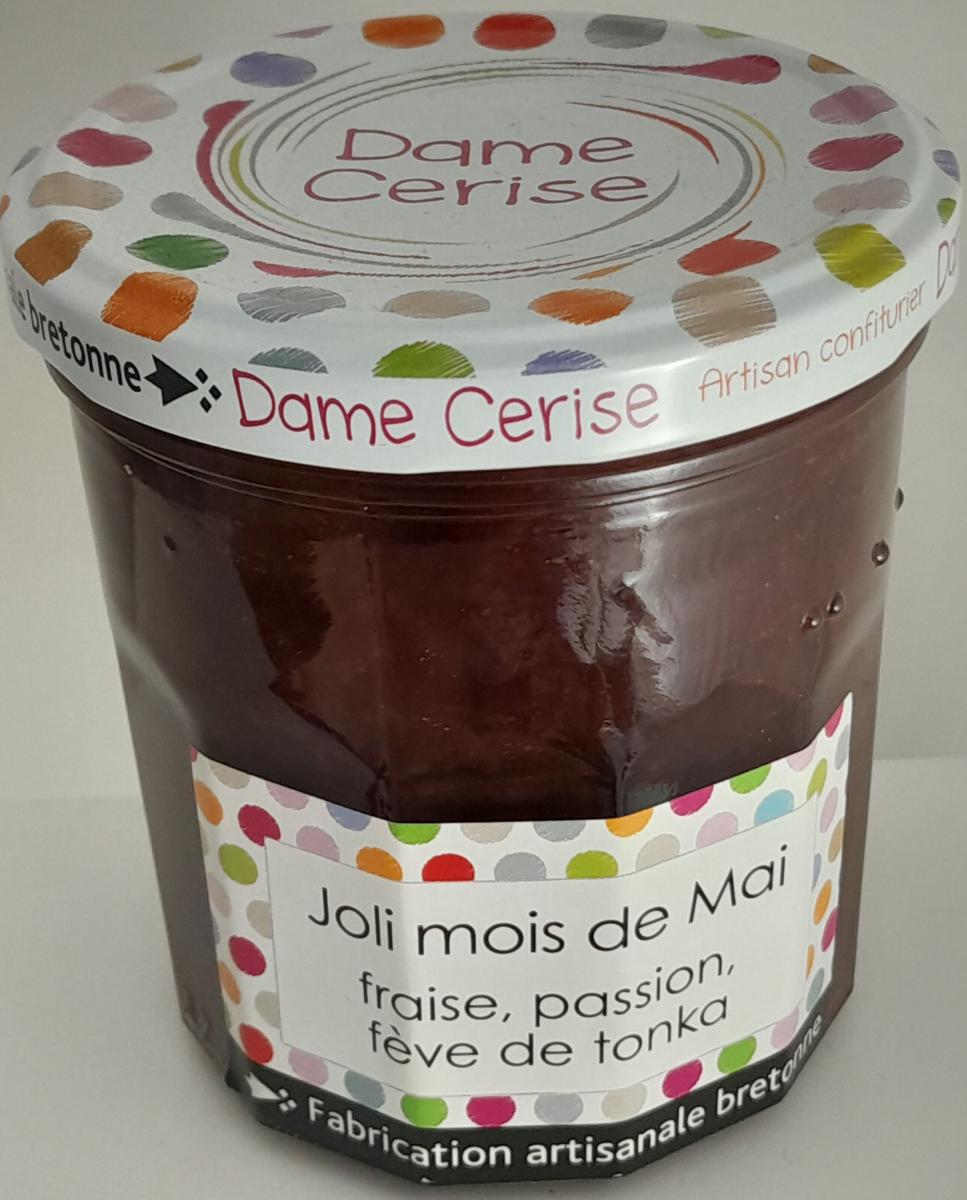 Dame
Cerise
bretonne
Dame Cerise
Artisan confiturier
Joli mois de Mai
fraise, passion,
fève de tonka
Fabrication artisanale bretonne